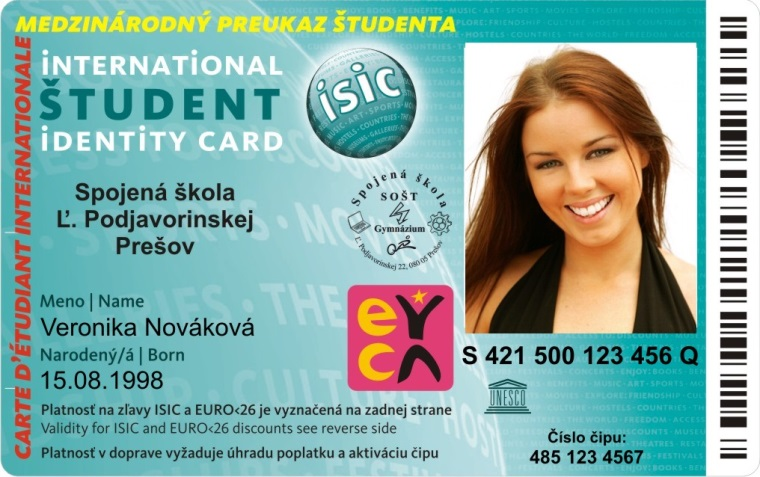 MEDZINÁRODNÝ PREUKAZ ŠTUDENTA
CARTE D'ÉTUDIANT INTERNATIONALE
iNTERNATiONAL
ŠTUDENT
iDENTiTY CARD
isic
Spojená škola
Ľ. Podjavorinskej
Prešov
Spojená škola
SOŠT
Gymnázium
Ľ. Podjavorinskej 22, 080 05 Prešov
Meno | Name
Veronika Nováková
Narodený/á | Born
15.08.1998
eYca
S 421 500 123 456 Q
UNESCO
Platnosť na zľavy ISIC a EURO<26 je vyznačená na zadnej strane
Validity for ISIC and EURO<26 discounts see reverse side
Platnosť v doprave vyžaduje úhradu poplatku a aktiváciu čipu
Číslo čipu:
485 123 4567